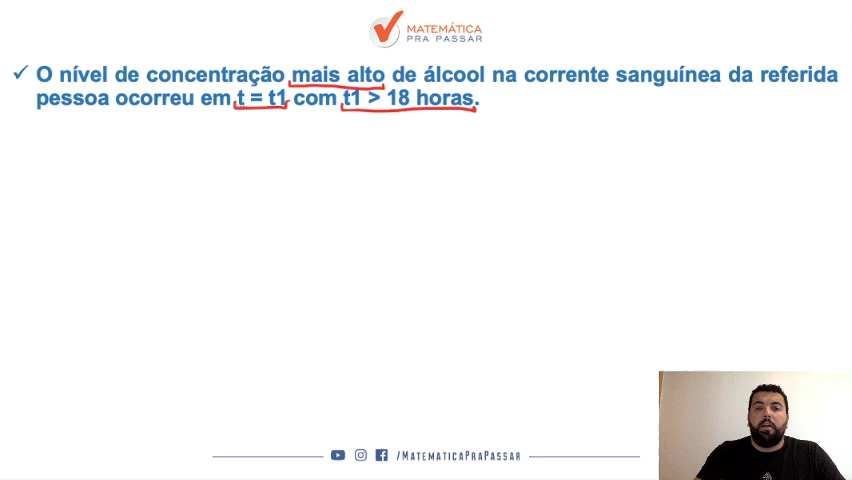 MATEMÁTICA
PRA PASSAR
✓ O nível de concentração mais alto de álcool na corrente sanguínea da referida
pessoa ocorreu em t = t1 com t1 > 18 horas.
/MATEMATICAPRAPASSAR